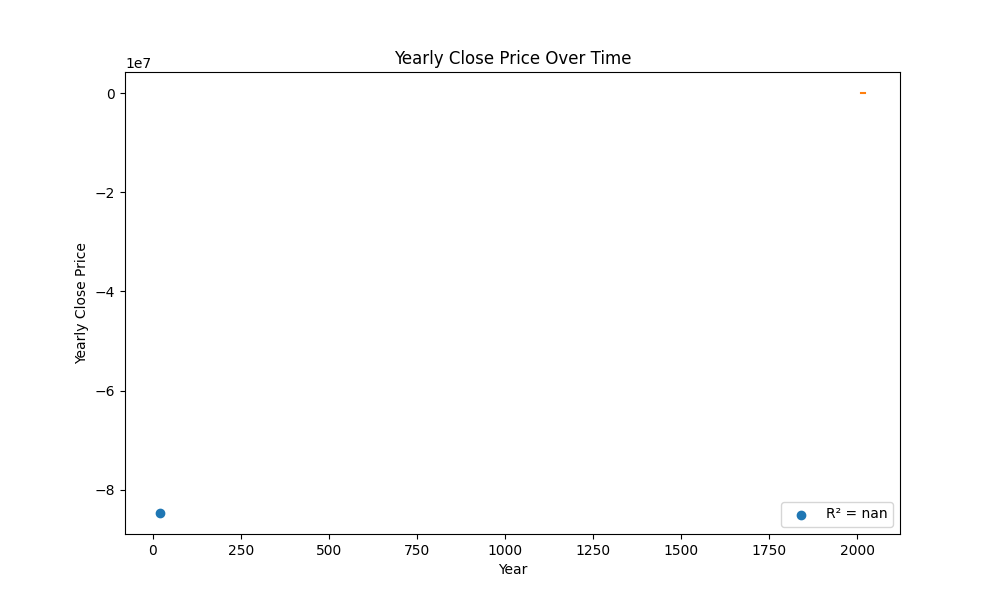 Yearly Close Price Over Time
1e7
0
−2
−4
−6
−8
Yearly Close Price
R² = nan
0 250 500 750 1000 1250 1500 1750 2000
Year